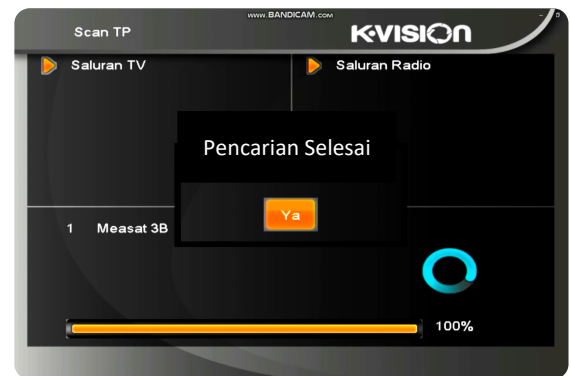 www.BANDICAM.com
Scan TP
K-VISION
Saluran TV
Saluran Radio
Pencarian Selesai
Ya
1 Measat 3B
100%